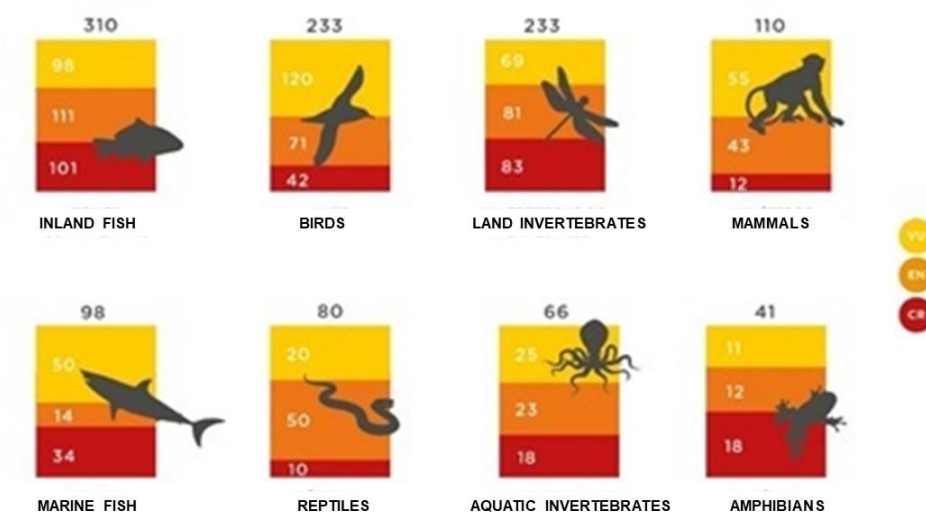 310
98
111
101
INLAND FISH
233
120
71
42
BIRDS
233
69
81
83
LAND INVERTEBRATES
110
55
43
12
MAMMALS
VU
EN
CR
98
50
14
34
MARINE FISH
80
20
50
10
REPTILES
66
25
23
18
AQUATIC INVERTEBRATES
41
11
12
18
AMPHIBIANS